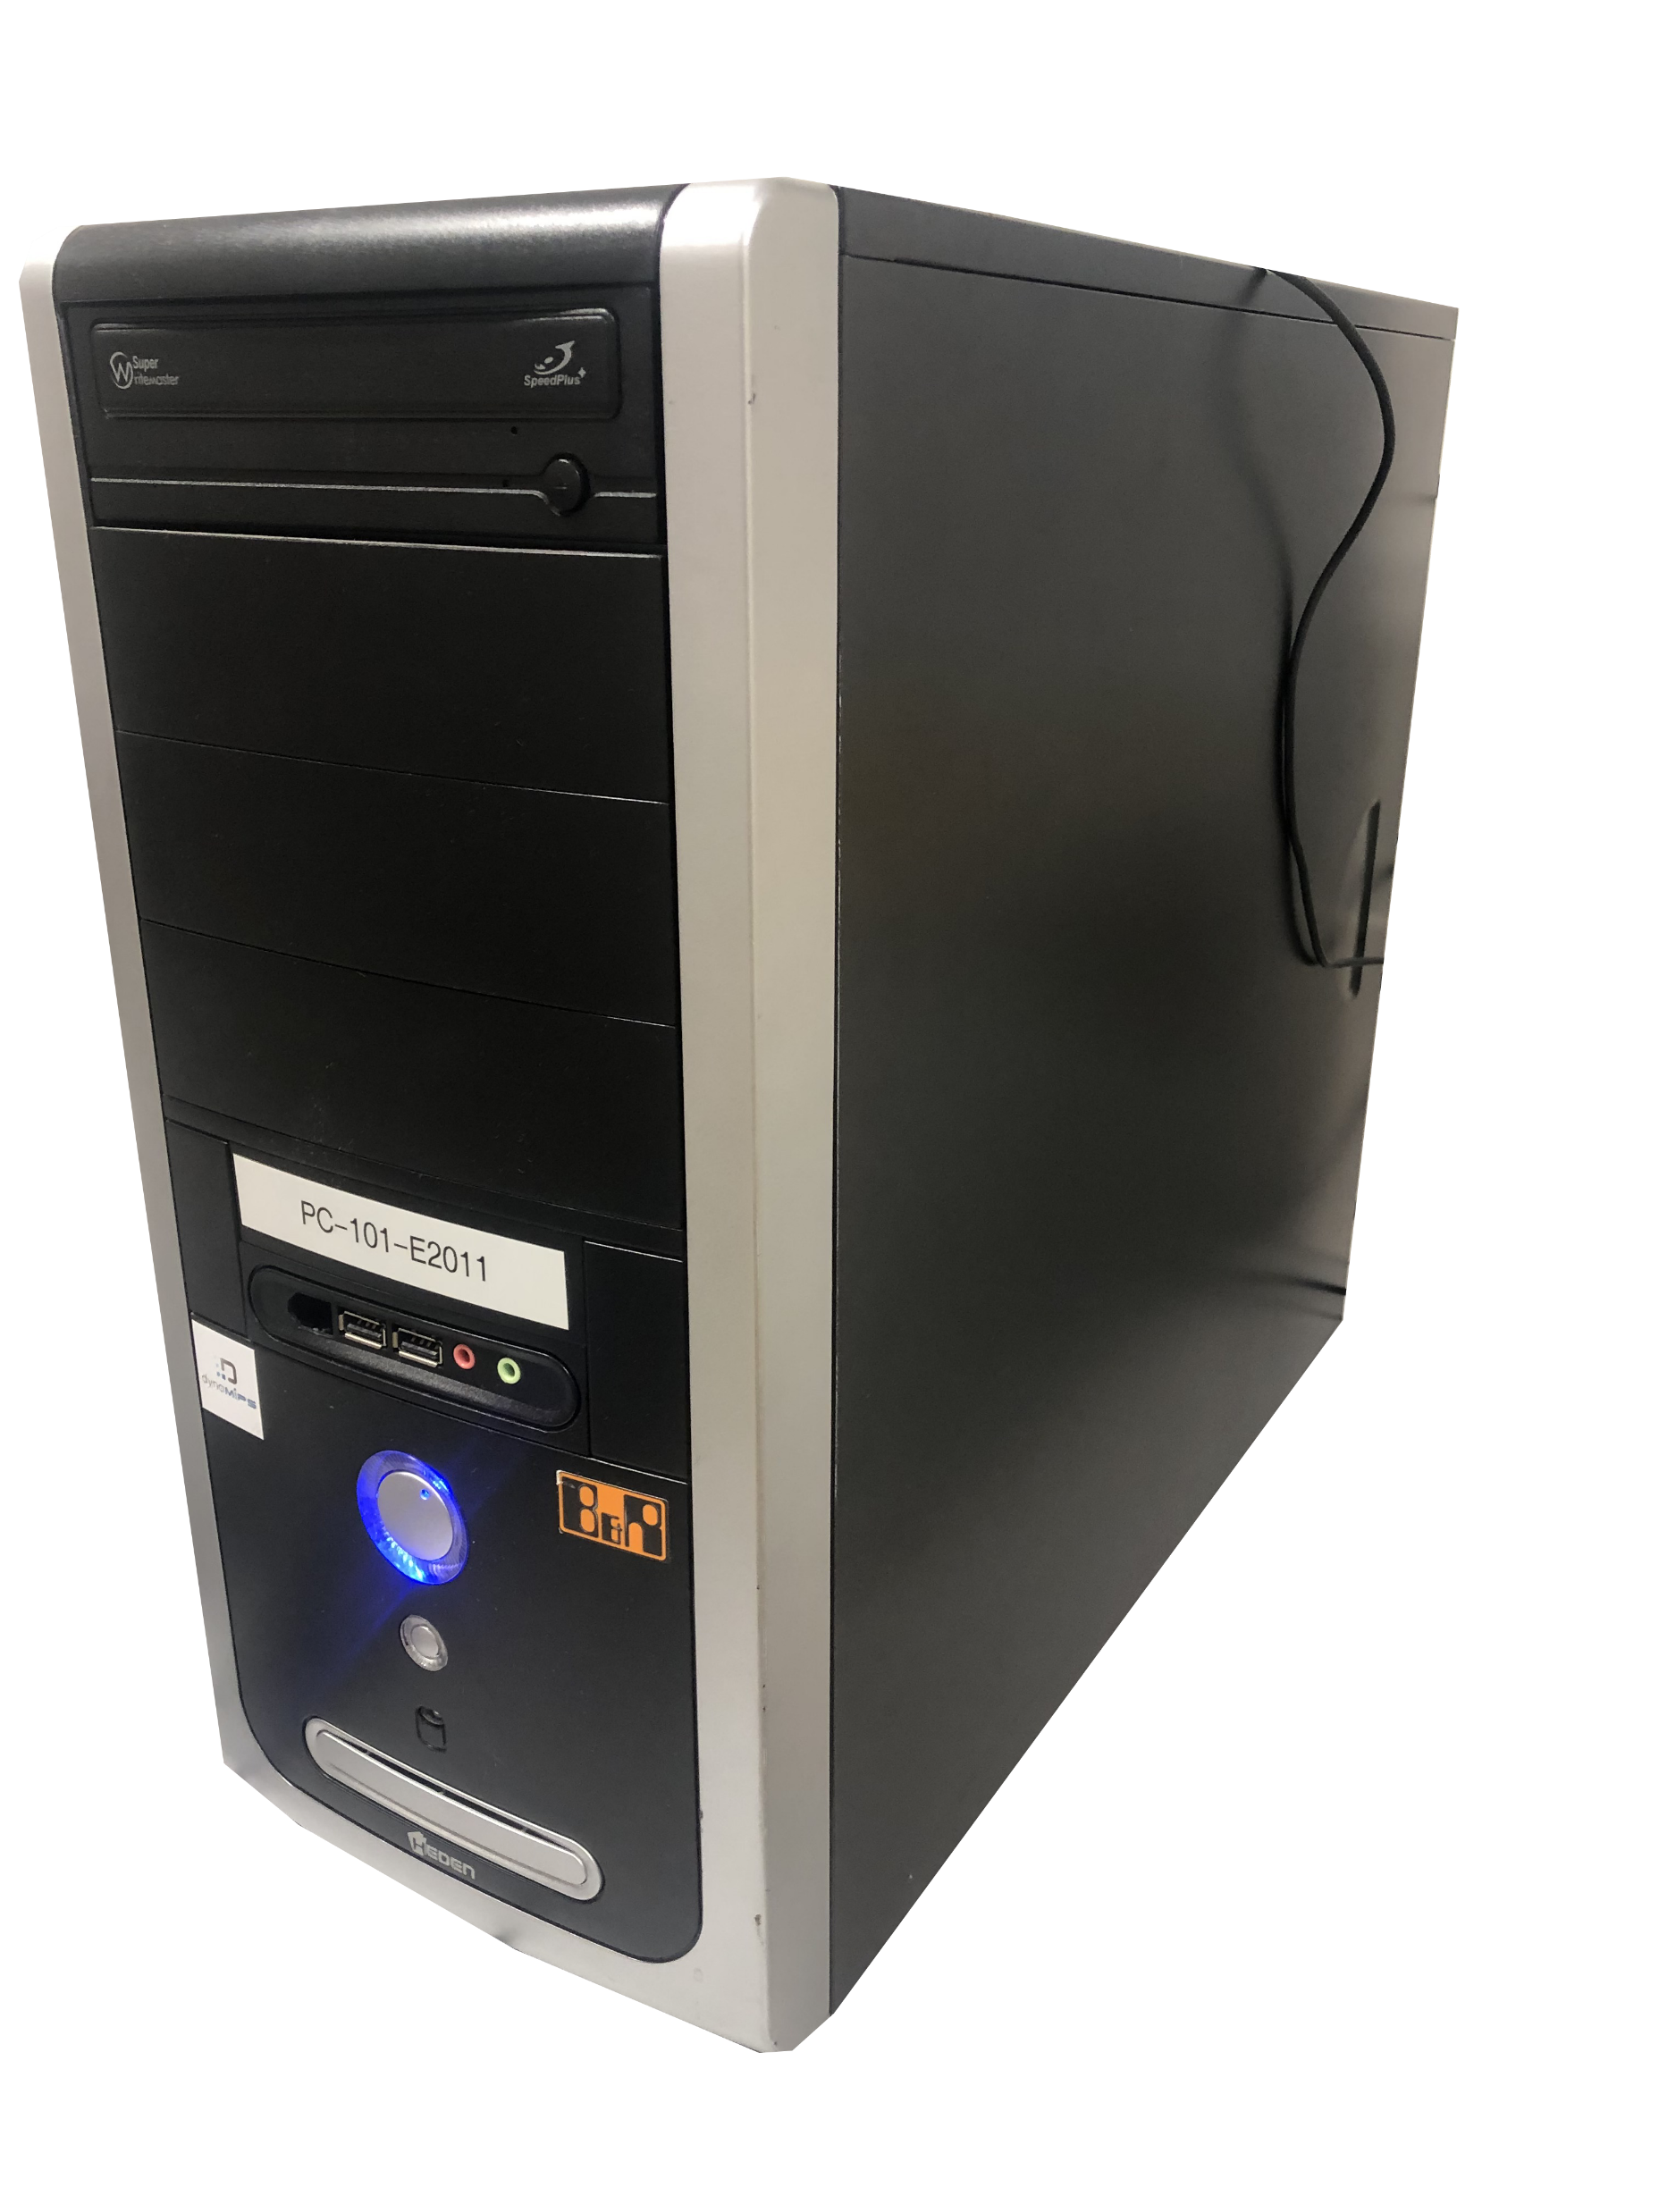 Super
Writemaster
SpeedPlus
PC-101-E2011
D
dynaMIPS
B&R
HEDEN